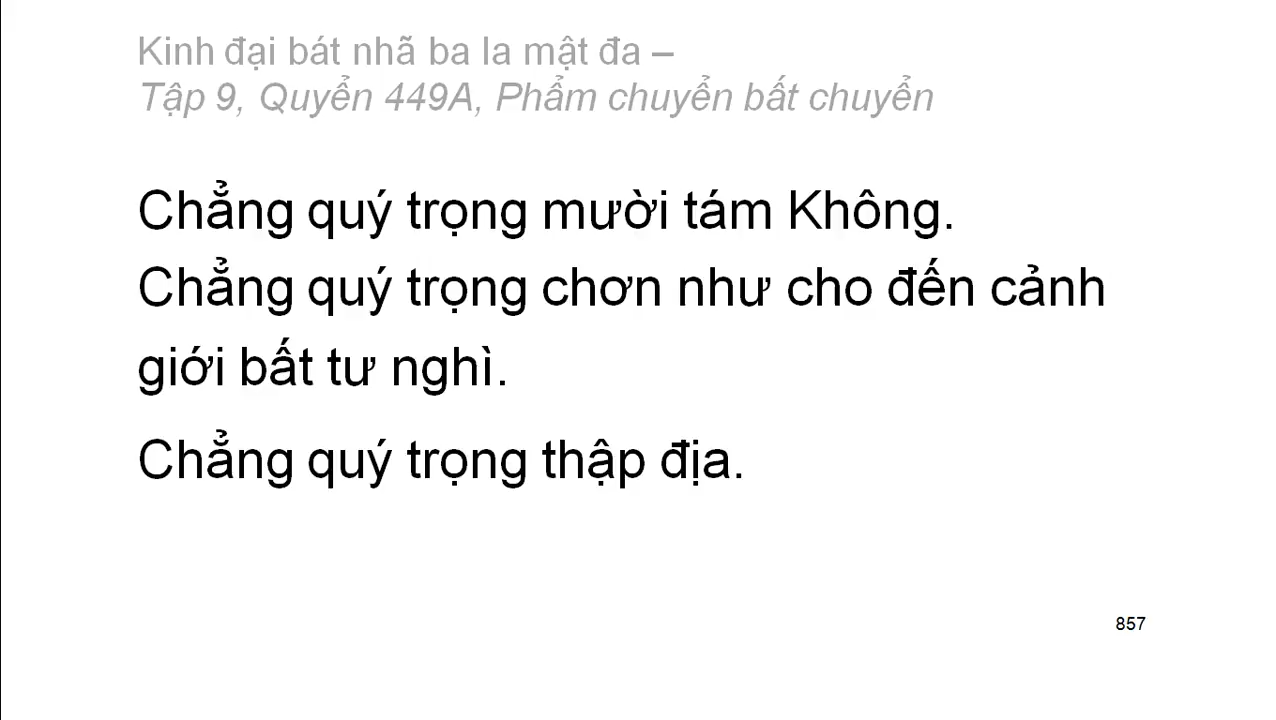 Kinh đại bát nhã ba la mật đa –
Tập 9, Quyển 449A, Phẩm chuyển bất chuyển
Chẳng quý trọng mười tám Không.
Chẳng quý trọng chơn như cho đến cảnh
giới bất tư nghì.
Chẳng quý trọng thập địa.
857